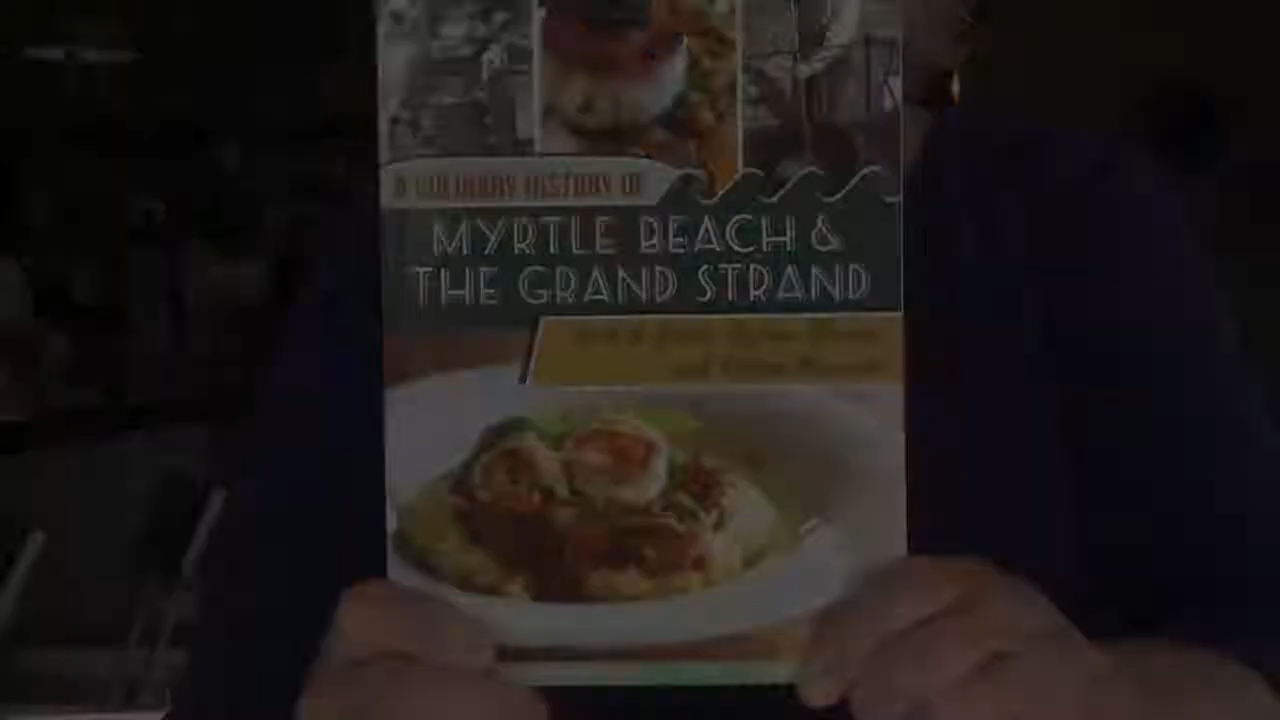 A CULINARY HISTORY OF
MYRTLE BEACH &
THE GRAND STRAND